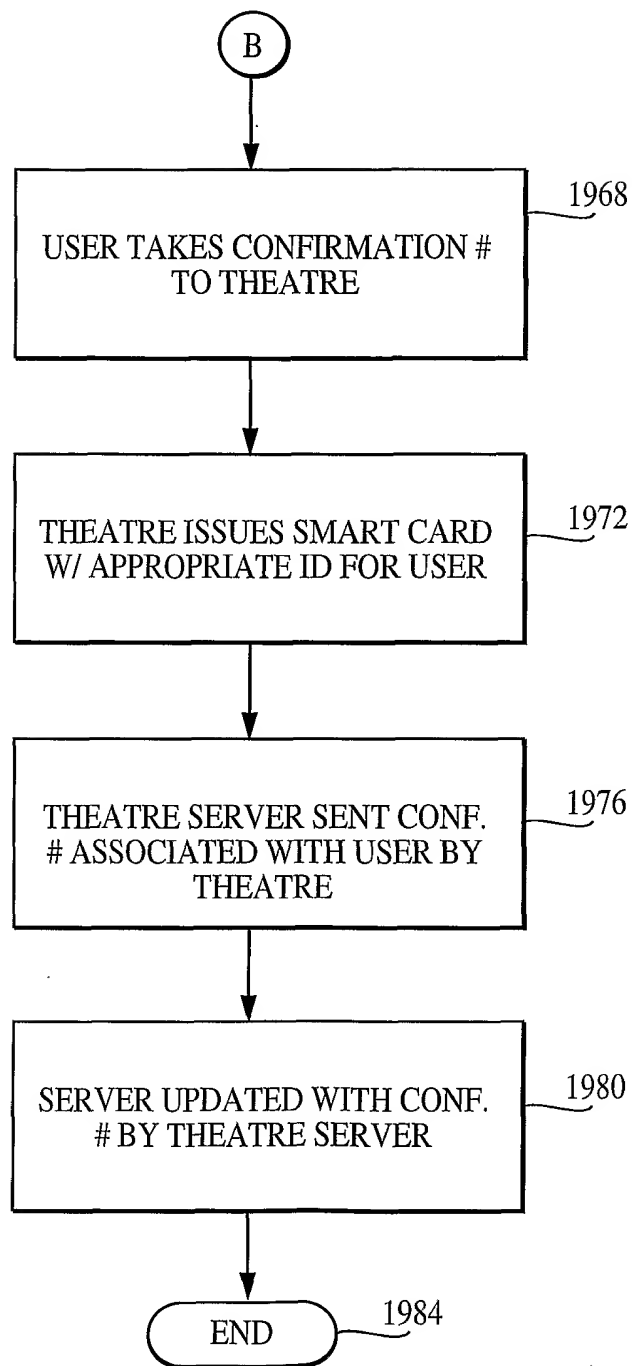 B
1968
USER TAKES CONFIRMATION #
TO THEATRE
1972
THEATRE ISSUES SMART CARD
W/ APPROPRIATE ID FOR USER
1976
THEATRE SERVER SENT CONF.
# ASSOCIATED WITH USER BY
THEATRE
1980
SERVER UPDATED WITH CONF.
# BY THEATRE SERVER
1984
END